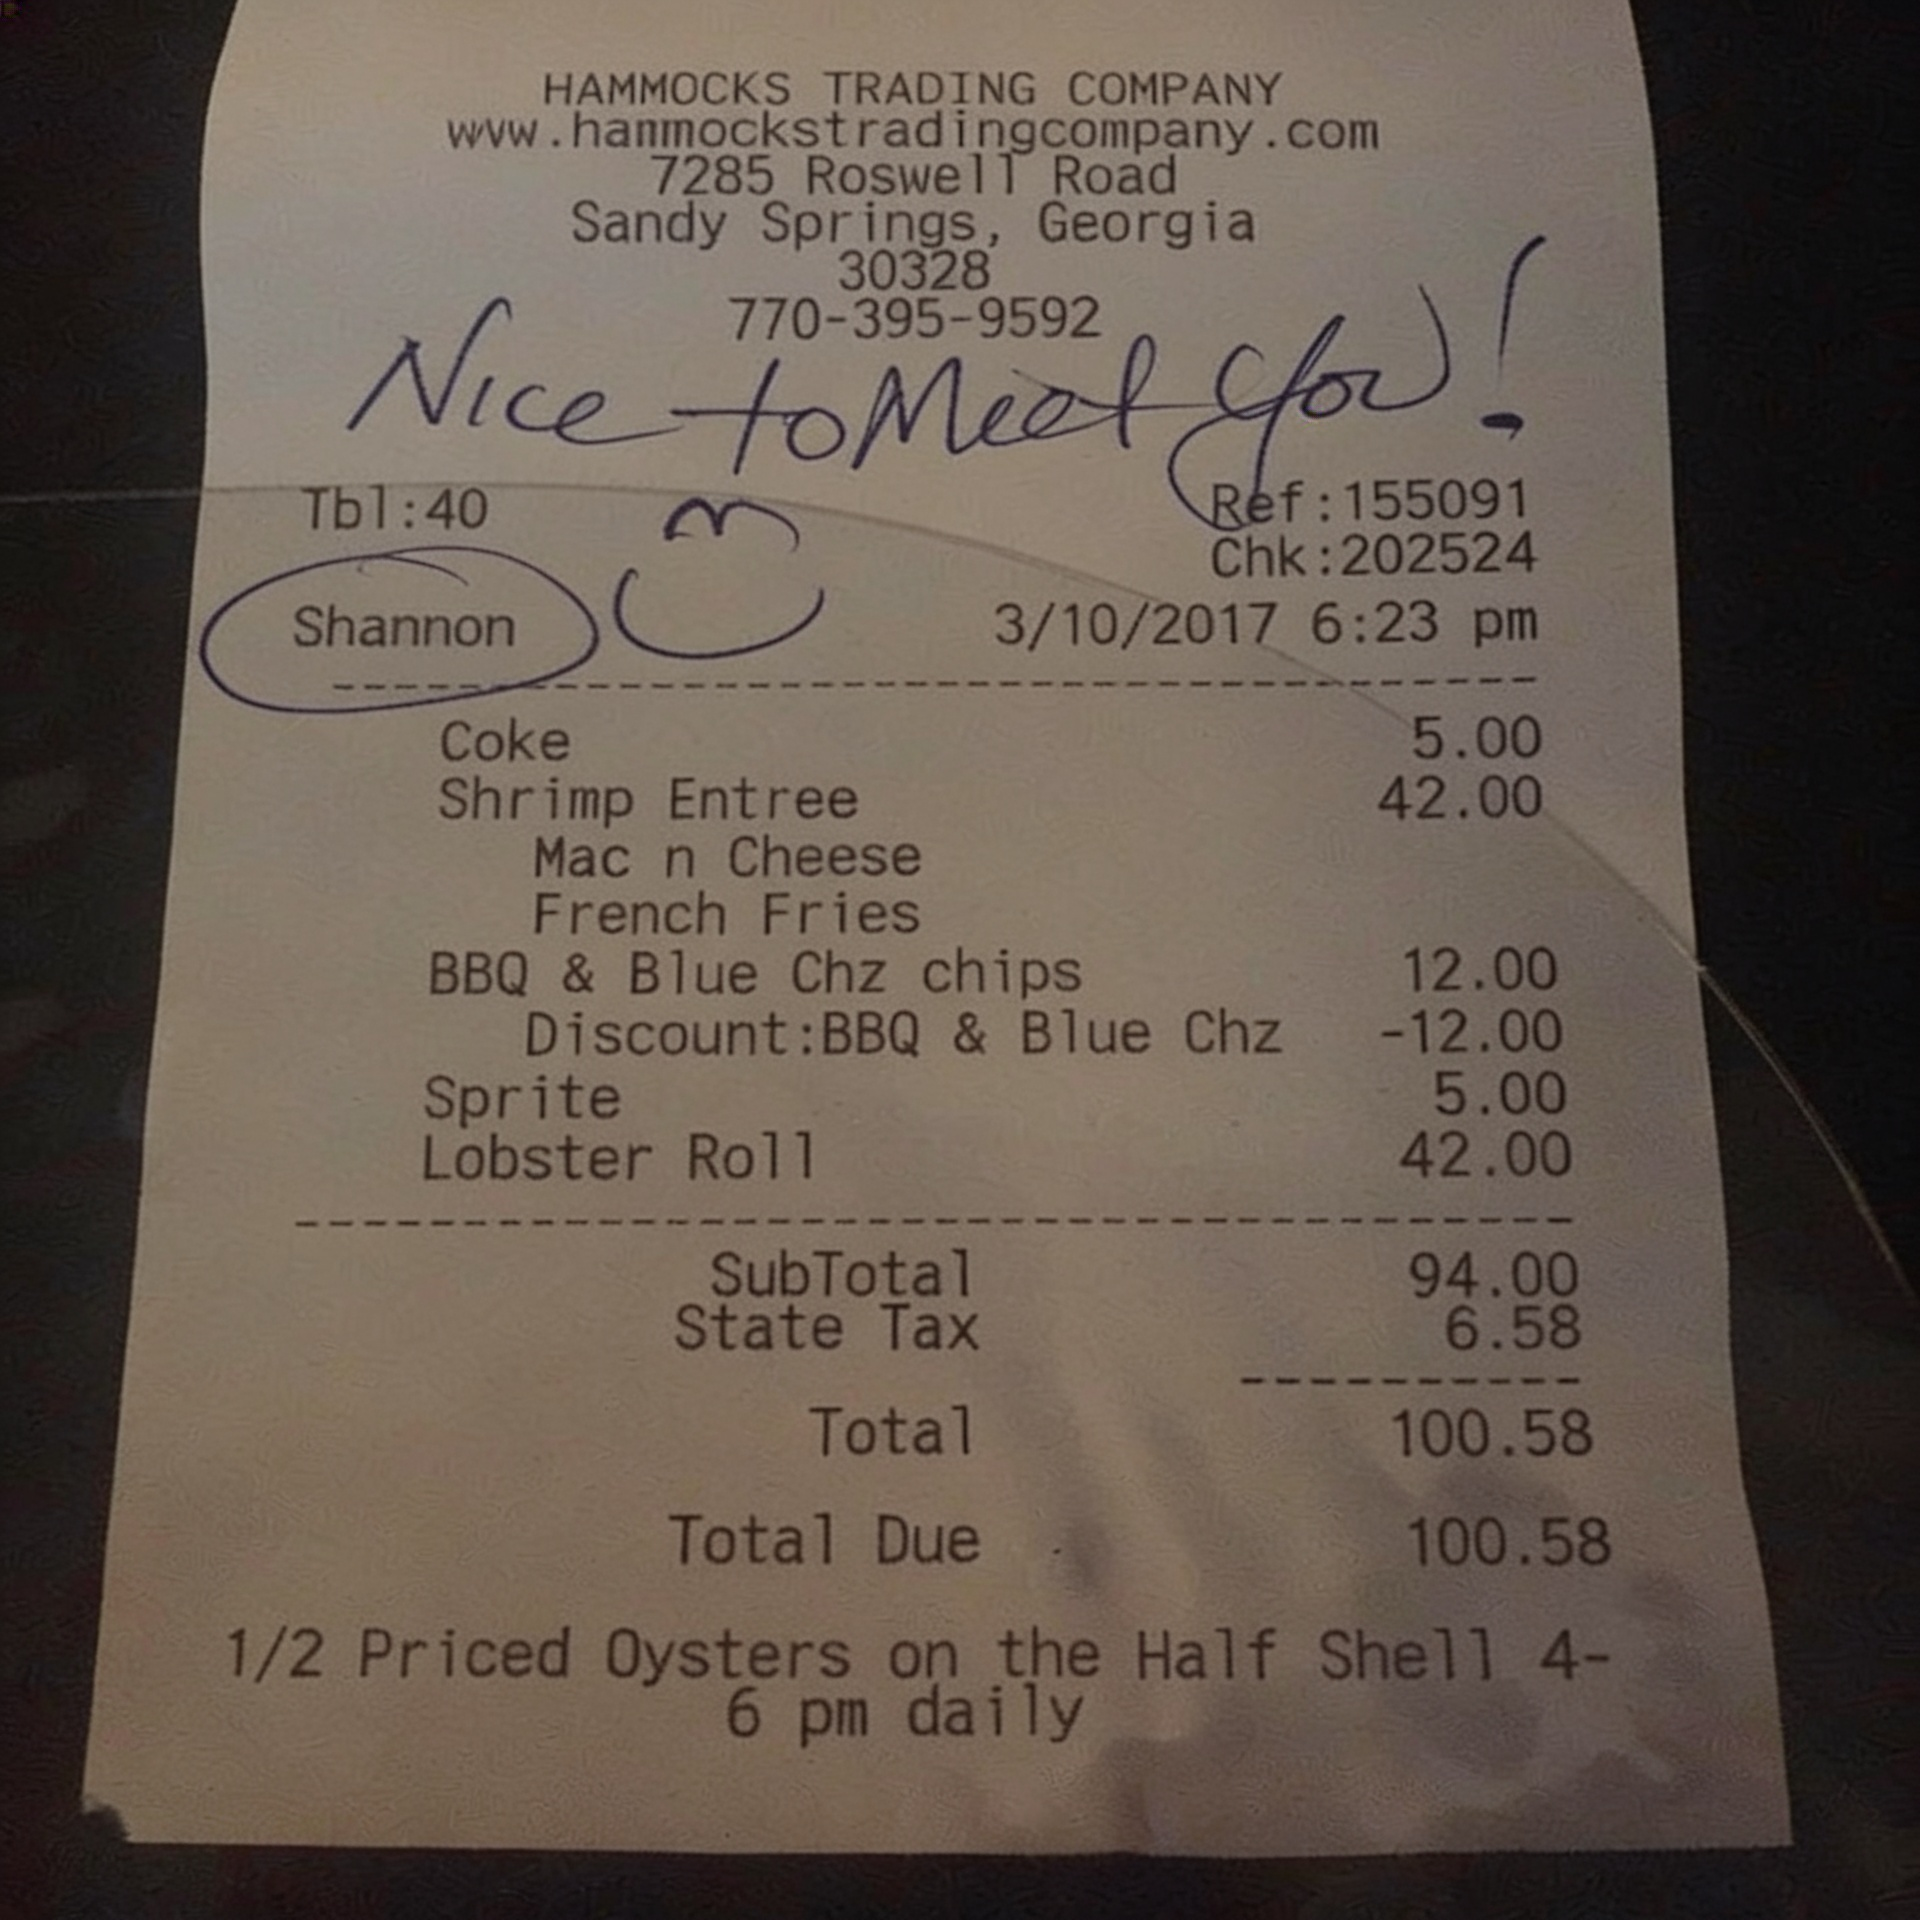 HAMMOCKS TRADING COMPANY
www.hammockstradingcompany.com
7285 Roswell Road
Sandy Springs, Georgia
30328
770-395-9592
Nice to Meet You!
Tbl:40 Ref:155091
Chk:202524
Shannon 3/10/2017 6:23 pm
Coke 5.00
Shrimp Entree 42.00
Mac n Cheese
French Fries
BBQ & Blue Chz chips 12.00
Discount:BBQ & Blue Chz -12.00
Sprite 5.00
Lobster Roll 42.00
SubTotal 94.00
State Tax 6.58
Total 100.58
Total Due 100.58
1/2 Priced Oysters on the Half Shell 4-
6 pm daily